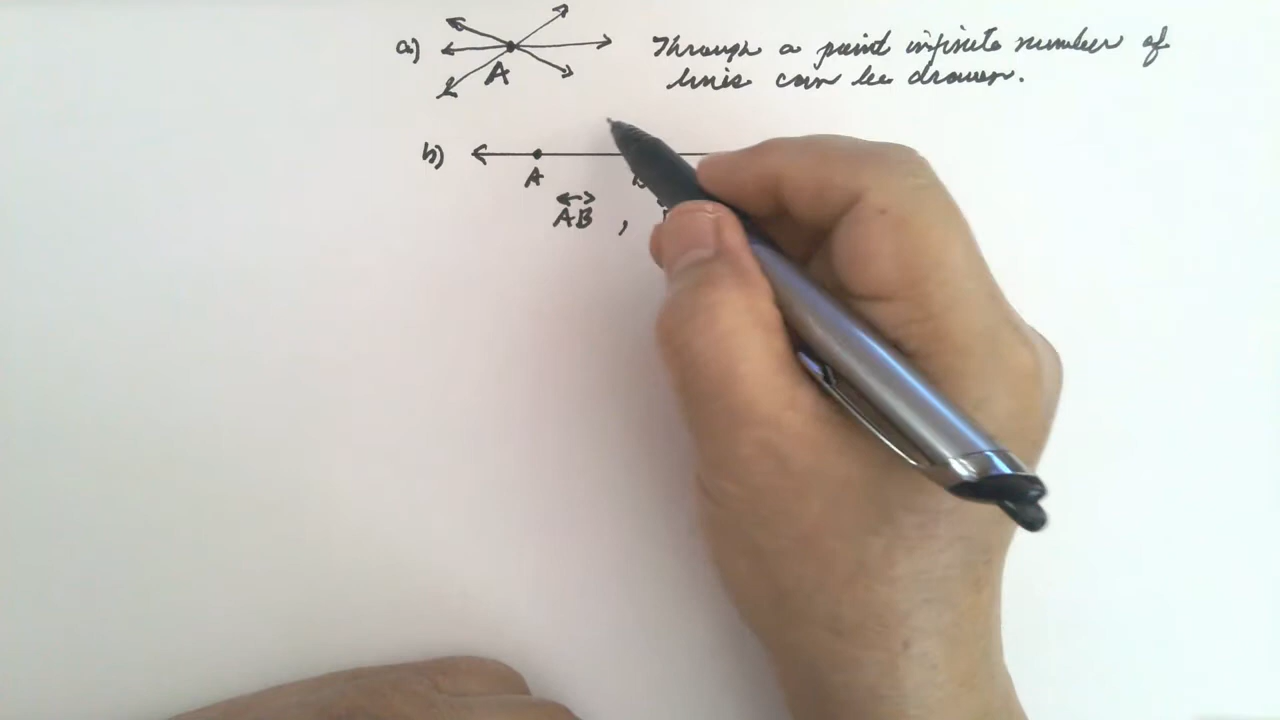 a) A Through a point infinite number of
lines can be drawn.
b) A
AB ,